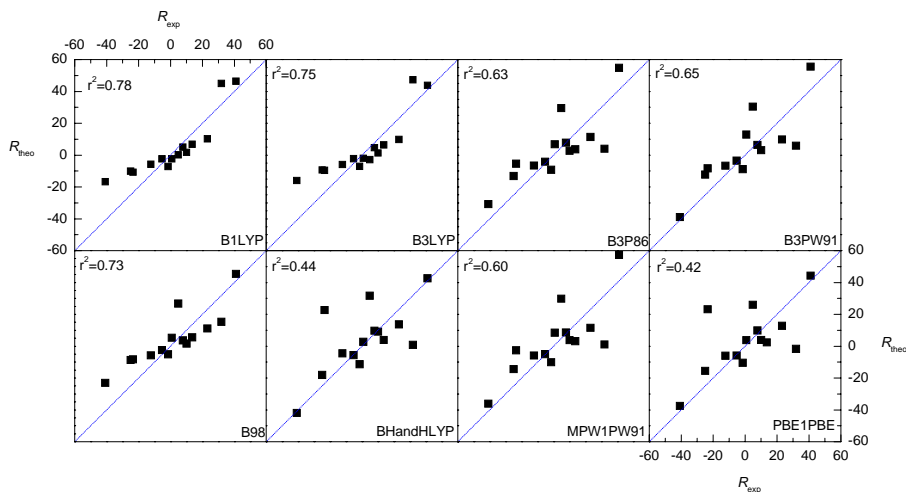 R_exp
-60 -40 -20 0 20 40 60
60
40
20
0
-20
-40
-60
R_theo
r²=0.78
B1LYP
r²=0.75
B3LYP
r²=0.63
B3P86
r²=0.65
B3PW91
r²=0.73
B98
r²=0.44
BHandHLYP
r²=0.60
MPW1PW91
r²=0.42
PBE1PBE
60
40
20
0
-20
-40
-60
R_theo
-60 -40 -20 0 20 40 60
R_exp